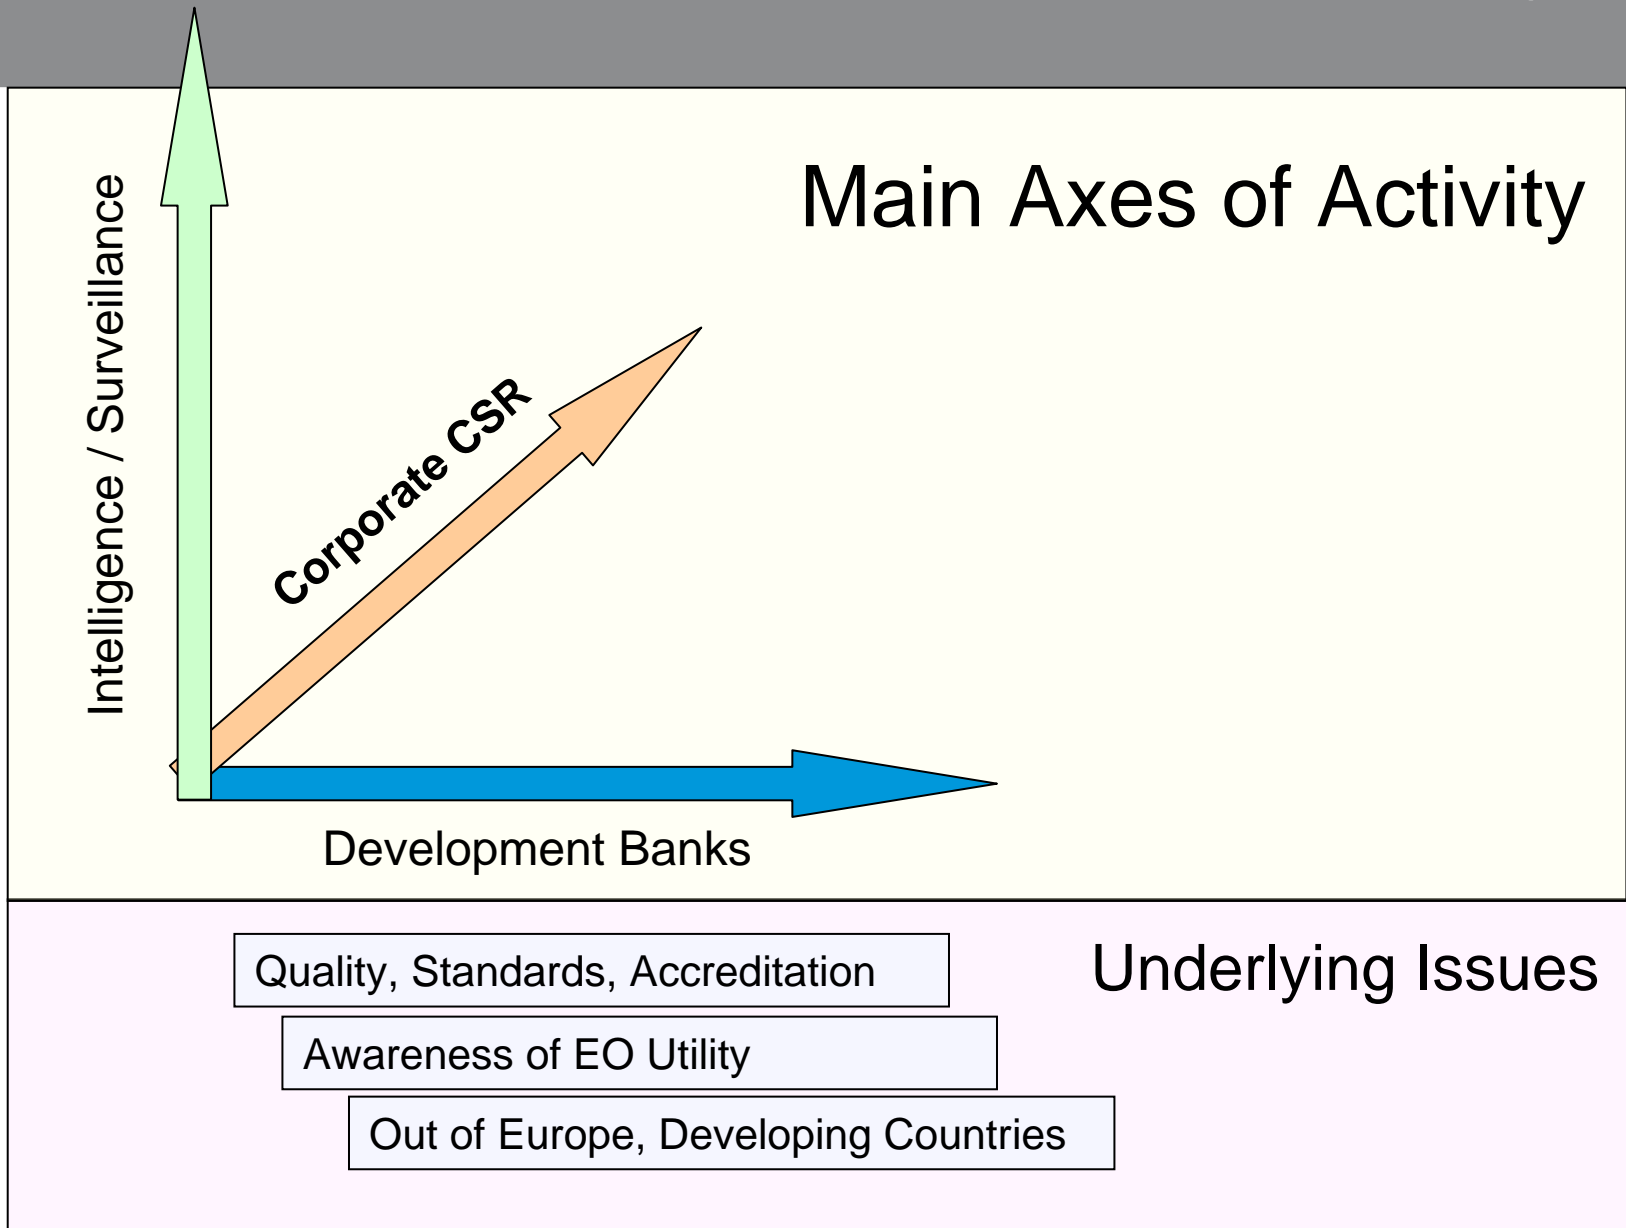 Main Axes of Activity
Intelligence / Surveillance
Corporate CSR
Development Banks
Underlying Issues
Quality, Standards, Accreditation
Awareness of EO Utility
Out of Europe, Developing Countries